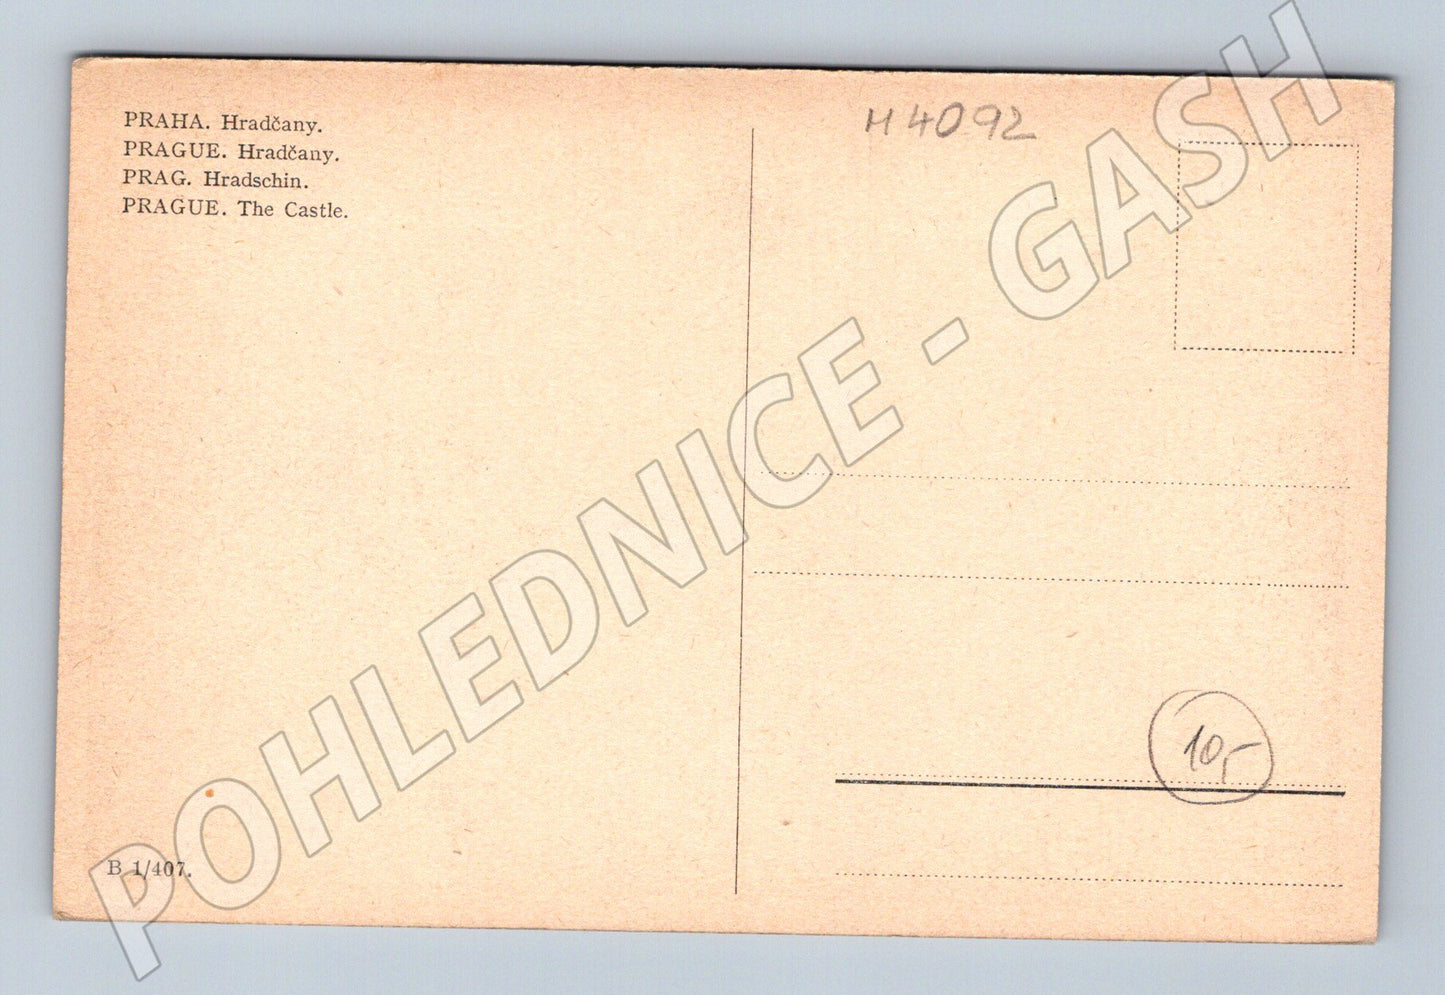 PRAHA. Hradčany.
PRAGUE. Hradčany.
PRAG. Hradschin.
PRAGUE. The Castle.
H 4092
POHLEDNICE - GASH
10,-
B 1/407.